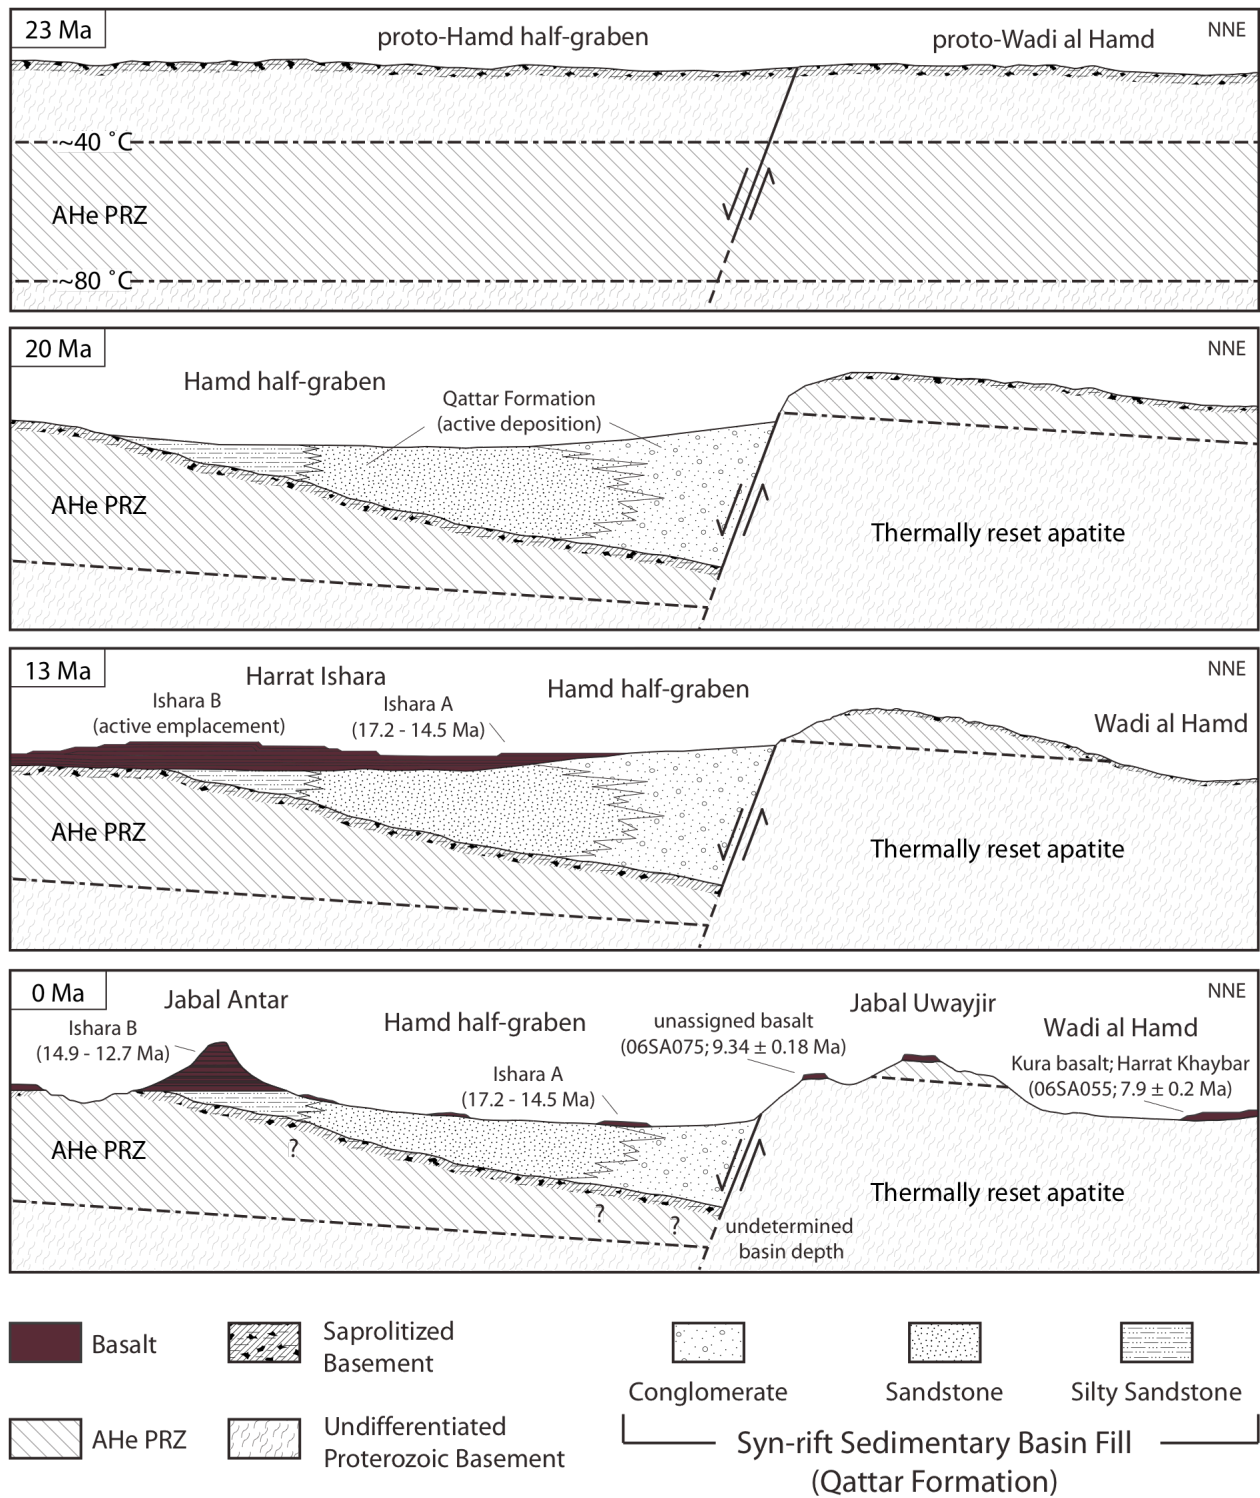 23 Ma
proto-Hamd half-graben
proto-Wadi al Hamd
NNE
~40 ˚C
AHe PRZ
~80 ˚C
20 Ma
NNE
Hamd half-graben
Qattar Formation
(active deposition)
AHe PRZ
Thermally reset apatite
13 Ma
NNE
Harrat Ishara
Ishara B
(active emplacement)
Ishara A
(17.2 - 14.5 Ma)
Hamd half-graben
Wadi al Hamd
AHe PRZ
Thermally reset apatite
0 Ma
NNE
Jabal Antar
Ishara B
(14.9 - 12.7 Ma)
Hamd half-graben
Ishara A
(17.2 - 14.5 Ma)
unassigned basalt
(06SA075; 9.34 ± 0.18 Ma)
Jabal Uwayjir
Wadi al Hamd
Kura basalt; Harrat Khaybar
(06SA055; 7.9 ± 0.2 Ma)
AHe PRZ
?
?
?
undetermined
basin depth
Thermally reset apatite
Basalt
Saprolitized
Basement
AHe PRZ
Undifferentiated
Proterozoic Basement
Conglomerate
Sandstone
Silty Sandstone
Syn-rift Sedimentary Basin Fill
(Qattar Formation)